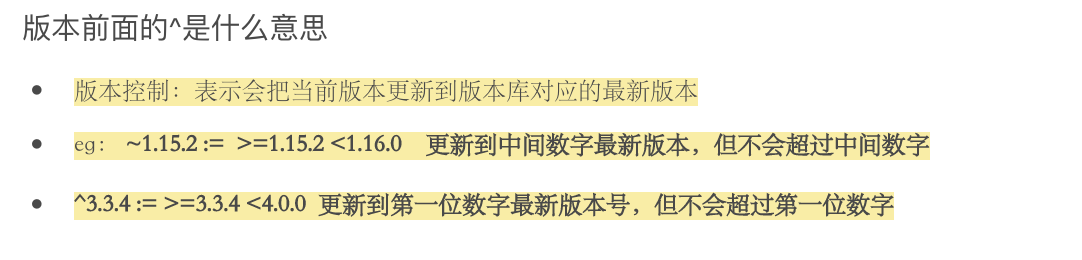 版本前面的^是什么意思
版本控制：表示会把当前版本更新到版本库对应的最新版本
eg： ~1.15.2 := >=1.15.2 <1.16.0 更新到中间数字最新版本，但不会超过中间数字
^3.3.4 := >=3.3.4 <4.0.0 更新到第一位数字最新版本号，但不会超过第一位数字